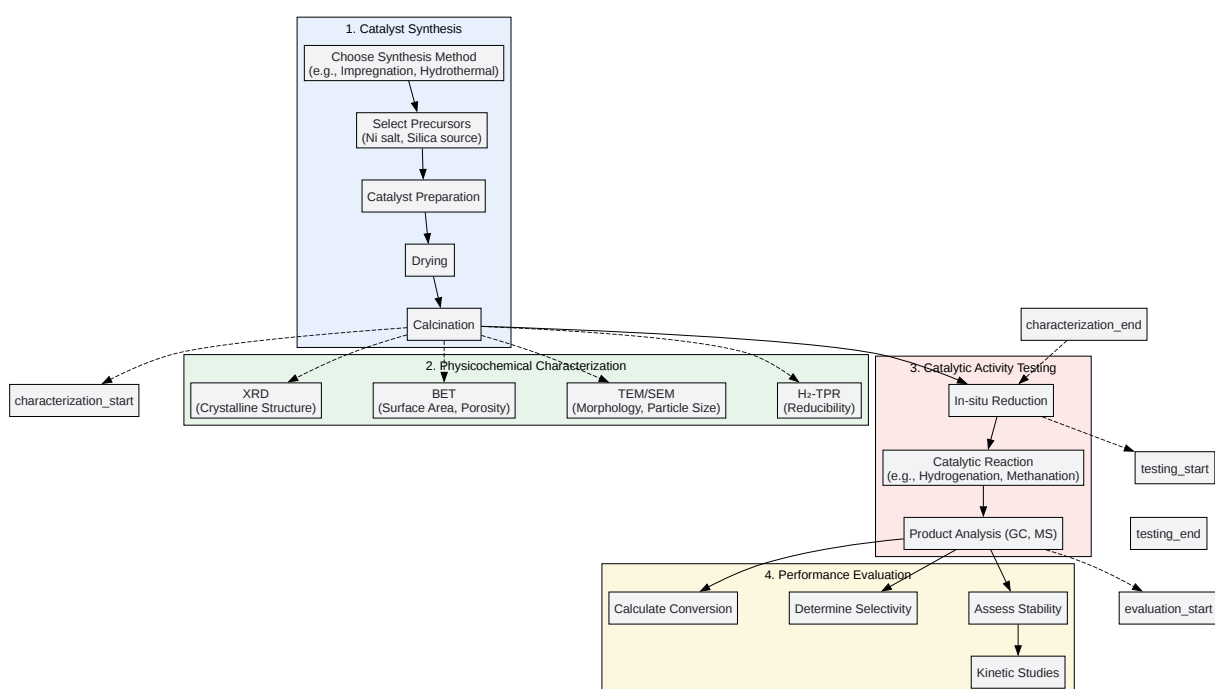 1. Catalyst Synthesis
Choose Synthesis Method
(e.g., Impregnation, Hydrothermal)
Select Precursors
(Ni salt, Silica source)
Catalyst Preparation
Drying
Calcination
characterization_end
2. Physicochemical Characterization
3. Catalytic Activity Testing
characterization_start
XRD
(Crystalline Structure)
BET
(Surface Area, Porosity)
TEM/SEM
(Morphology, Particle Size)
H₂-TPR
(Reducibility)
In-situ Reduction
Catalytic Reaction
(e.g., Hydrogenation, Methanation)
testing_start
Product Analysis (GC, MS)
testing_end
4. Performance Evaluation
Calculate Conversion
Determine Selectivity
Assess Stability
evaluation_start
Kinetic Studies